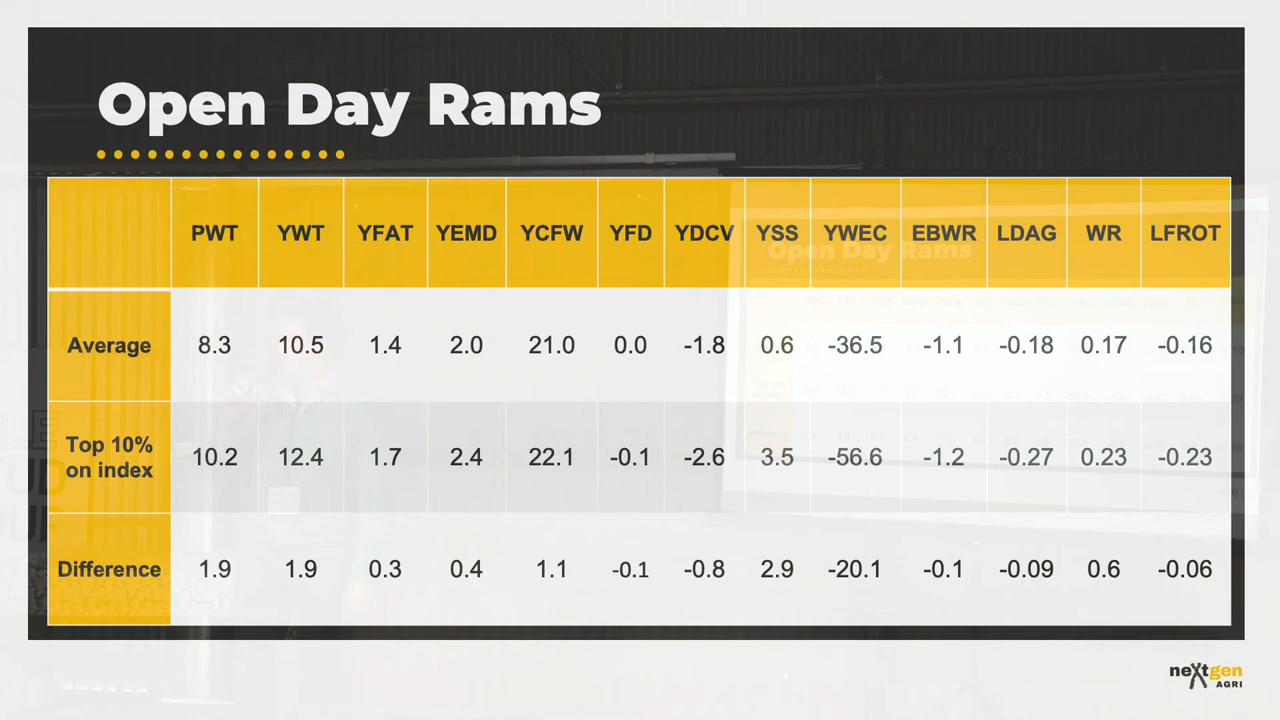 Open Day Rams
PWT YWT YFAT YEMD YCFW YFD YDCV YSS YWEC EBWR LDAG WR LFROT
Average 8.3 10.5 1.4 2.0 21.0 0.0 -1.8 0.6 -36.5 -1.1 -0.18 0.17 -0.16
Top 10%
on index 10.2 12.4 1.7 2.4 22.1 -0.1 -2.6 3.5 -56.6 -1.2 -0.27 0.23 -0.23
Difference 1.9 1.9 0.3 0.4 1.1 -0.1 -0.8 2.9 -20.1 -0.1 -0.09 0.6 -0.06
Open Day Rams
nextgen
AGRI